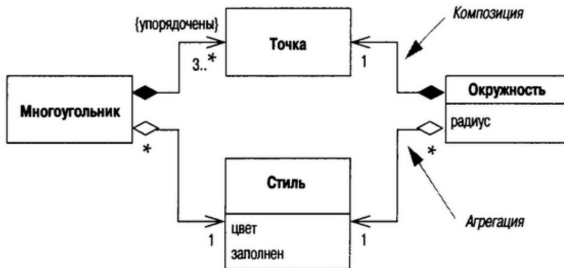 {упорядочены}
Композиция
Точка
3..*
1
Многоугольник
Окружность
радиус
*
*
Стиль
цвет
заполнен
1
1
Агрегация